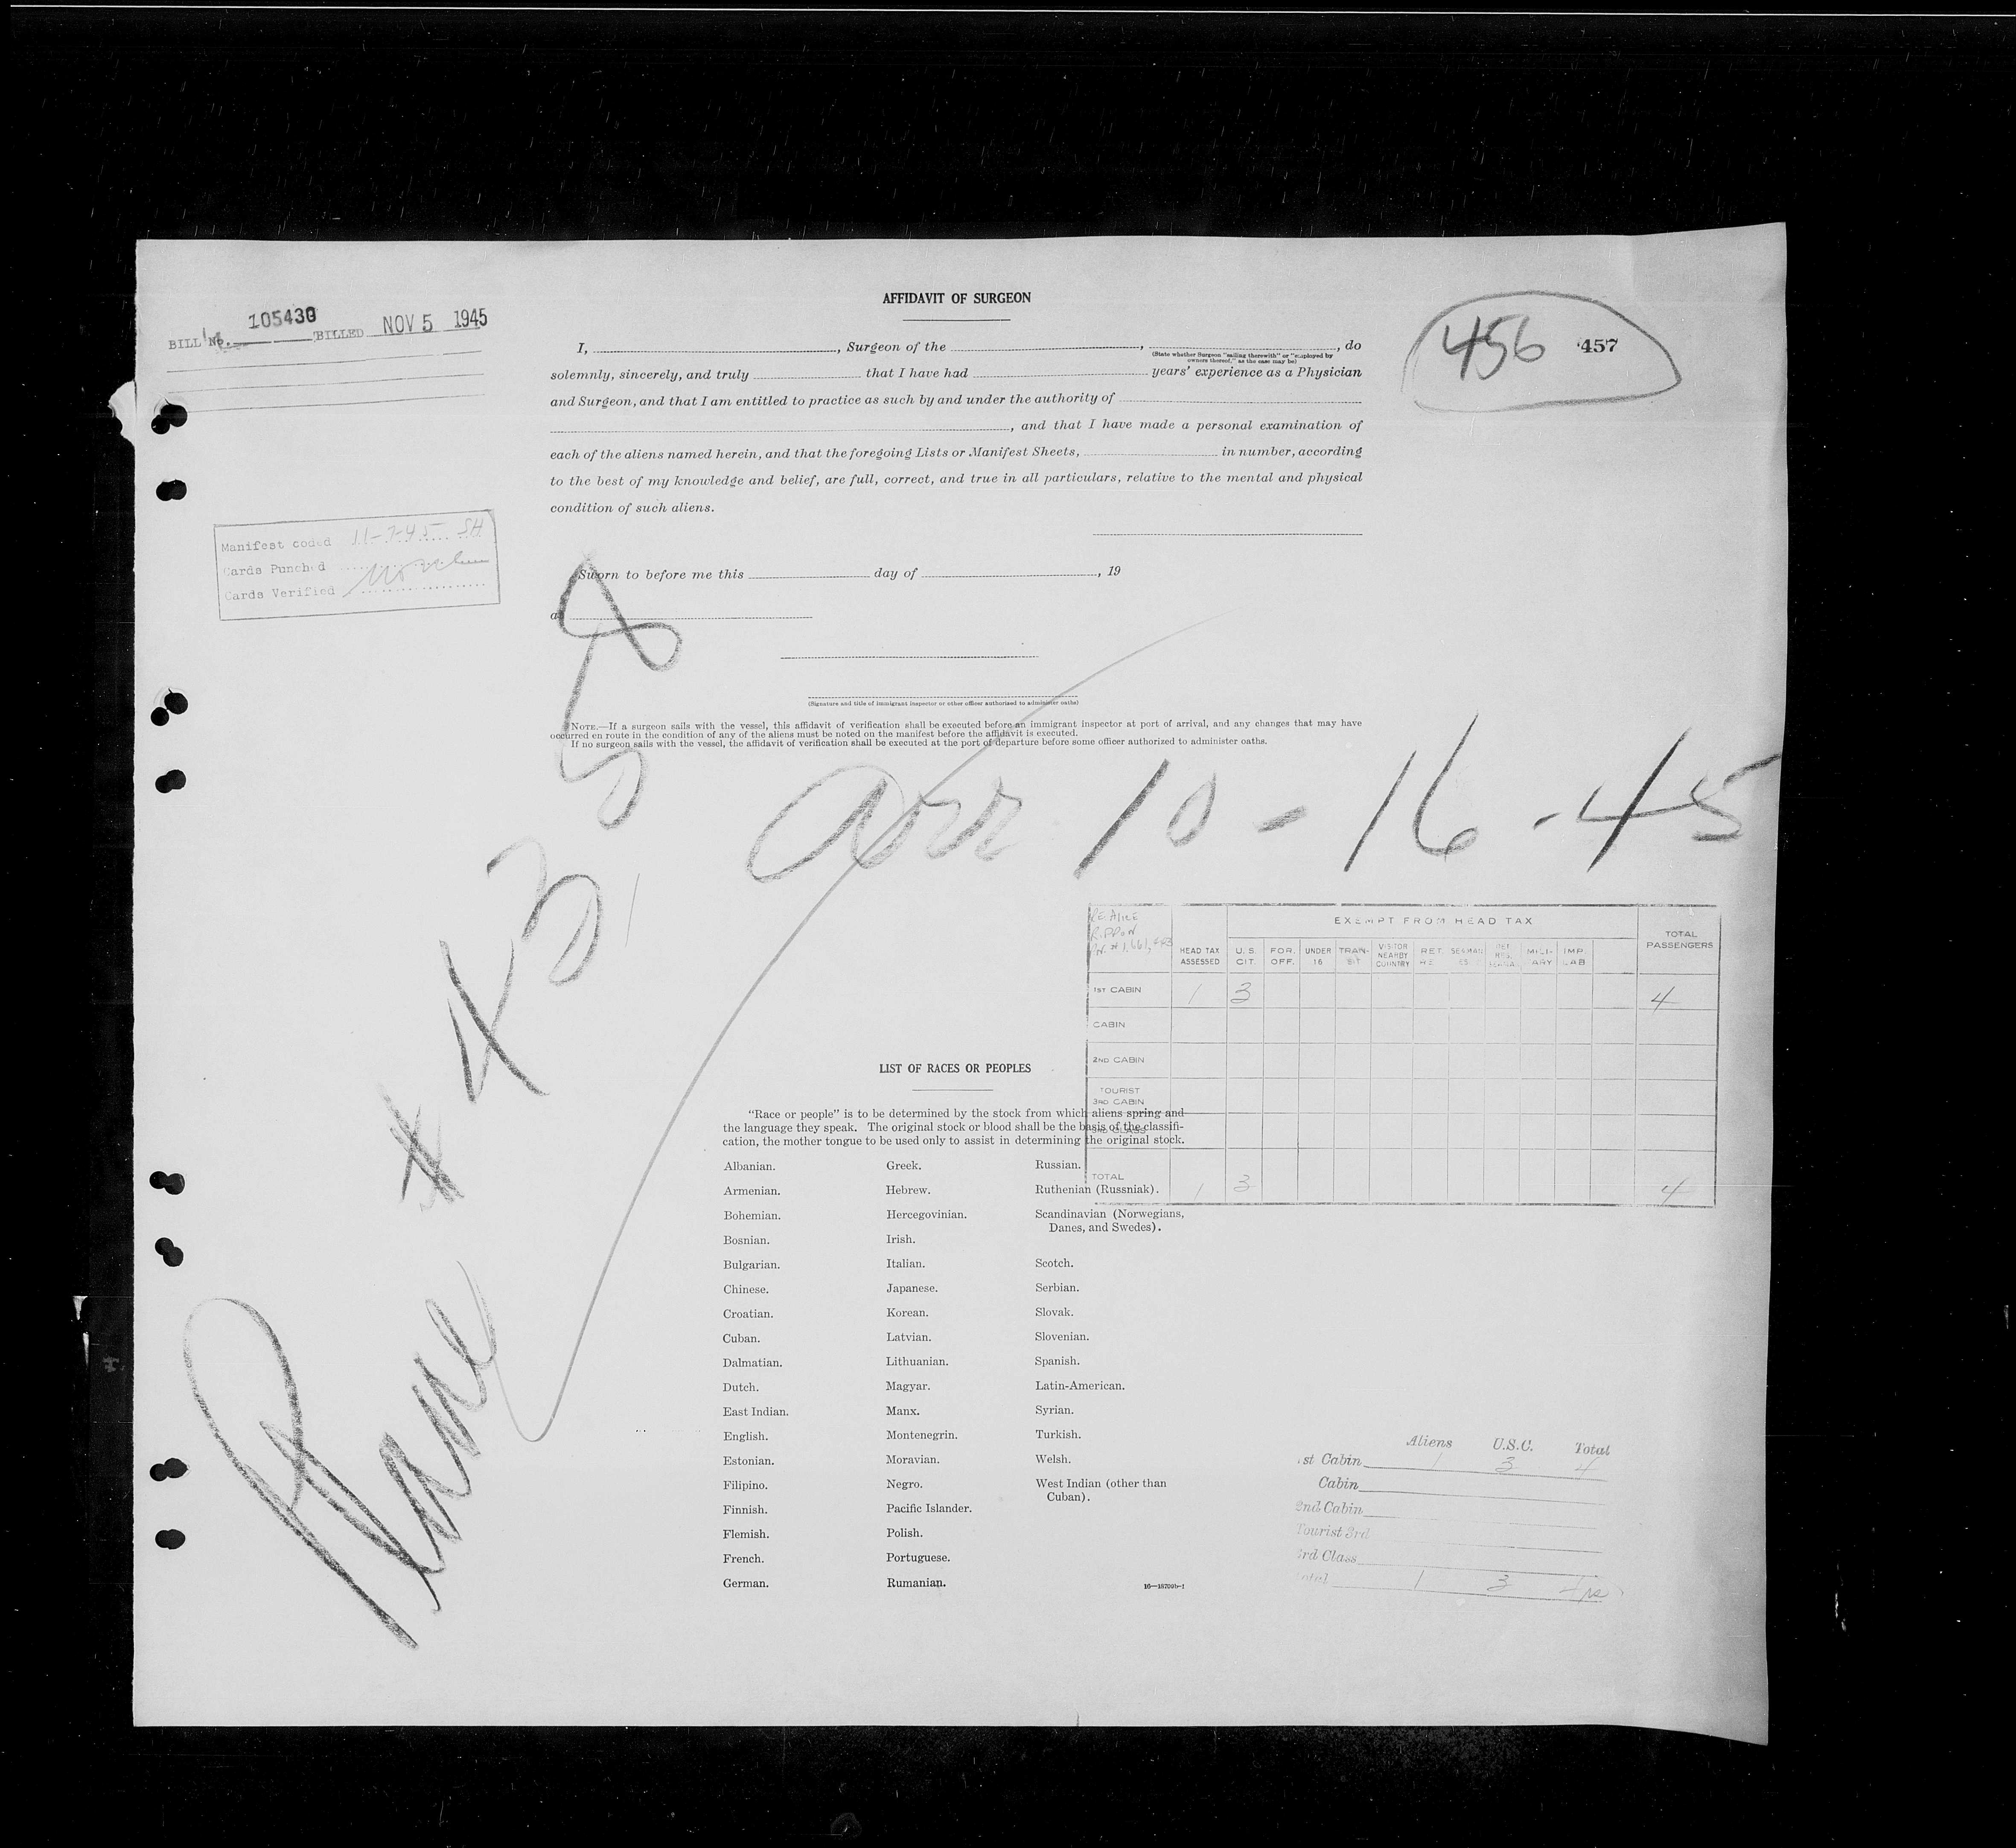 AFFIDAVIT OF SURGEON
BILL No. 105430 BILLED NOV 5 1945
456 457
I, , Surgeon of the , , do
(State whether Surgeon "sailing therewith" or "employed by
owners thereof," as the case may be)
solemnly, sincerely, and truly that I have had years' experience as a Physician
and Surgeon, and that I am entitled to practice as such by and under the authority of
, and that I have made a personal examination of
each of the aliens named herein, and that the foregoing Lists or Manifest Sheets, in number, according
to the best of my knowledge and belief, are full, correct, and true in all particulars, relative to the mental and physical
condition of such aliens.
Manifest coded 11-7-45 SH
Cards Punched
Cards Verified
Sworn to before me this day of , 19
at
(Signature and title of immigrant inspector or other officer authorized to administer oaths)
NOTE.—If a surgeon sails with the vessel, this affidavit of verification shall be executed before an immigrant inspector at port of arrival, and any changes that may have
occurred en route in the condition of any of the aliens must be noted on the manifest before the affidavit is executed.
If no surgeon sails with the vessel, the affidavit of verification shall be executed at the port of departure before some officer authorized to administer oaths.
Plane # 4358
arr 10-16-45
RE: ALICE
EXEMPT FROM HEAD TAX
HEAD TAX ASSESSED U.S. CIT. FOR. OFF. UNDER 16 TRAN-SIT VISITOR NEARBY COUNTRY RET. RE SEAMAN RET. RES. SEAMAN MILI-ARY IMP. LAB TOTAL PASSENGERS
1ST CABIN 1 3 4
CABIN
2ND CABIN
TOURIST
3RD CABIN
3RD CLASS
TOTAL 1 3 4
LIST OF RACES OR PEOPLES
"Race or people" is to be determined by the stock from which aliens spring and
the language they speak. The original stock or blood shall be the basis of the classifi-
cation, the mother tongue to be used only to assist in determining the original stock.
Albanian.
Armenian.
Bohemian.
Bosnian.
Bulgarian.
Chinese.
Croatian.
Cuban.
Dalmatian.
Dutch.
East Indian.
English.
Estonian.
Filipino.
Finnish.
Flemish.
French.
German.
Greek.
Hebrew.
Hercegovinian.
Irish.
Italian.
Japanese.
Korean.
Latvian.
Lithuanian.
Magyar.
Manx.
Montenegrin.
Moravian.
Negro.
Pacific Islander.
Polish.
Portuguese.
Rumanian.
Russian.
Ruthenian (Russniak).
Scandinavian (Norwegians,
Danes, and Swedes).
Scotch.
Serbian.
Slovak.
Slovenian.
Spanish.
Latin-American.
Syrian.
Turkish.
Welsh.
West Indian (other than
Cuban).
Aliens U.S.C. Total
st Cabin 1 3 4
Cabin
2nd Cabin
Tourist 3rd
3rd Class
Total 1 3 4